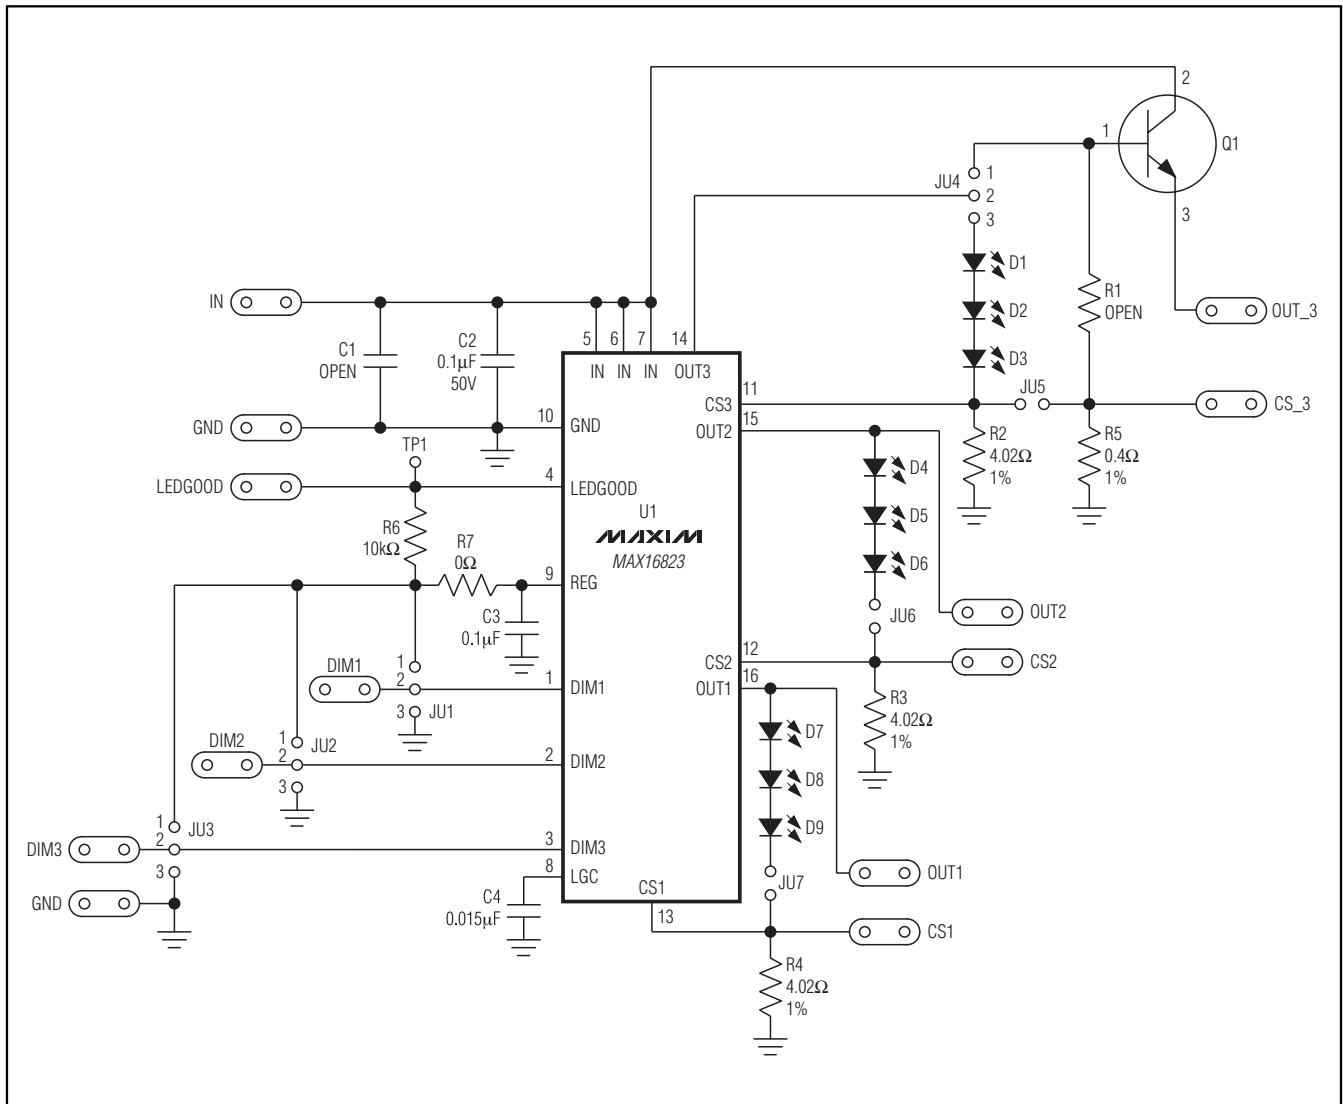 2
1
Q1
JU4
1
2
3
3
D1
D2
D3
R1
OPEN
OUT_3
IN
C1
OPEN
C2
0.1μF
50V
5
6
7
14
IN
IN
IN
OUT3
11
CS3
JU5
CS_3
GND
10
GND
15
OUT2
R2
4.02Ω
1%
R5
0.4Ω
1%
TP1
LEDGOOD
4
LEDGOOD
D4
D5
D6
U1
MAXIM
MAX16823
R6
10kΩ
R7
0Ω
9
REG
C3
0.1μF
JU6
OUT2
12
CS2
CS2
16
OUT1
R3
4.02Ω
1%
DIM1
1
2
3
JU1
1
DIM1
D7
D8
D9
DIM2
1
2
3
JU2
2
DIM2
DIM3
1
2
3
JU3
3
DIM3
8
LGC
JU7
OUT1
GND
C4
0.015μF
CS1
13
CS1
R4
4.02Ω
1%